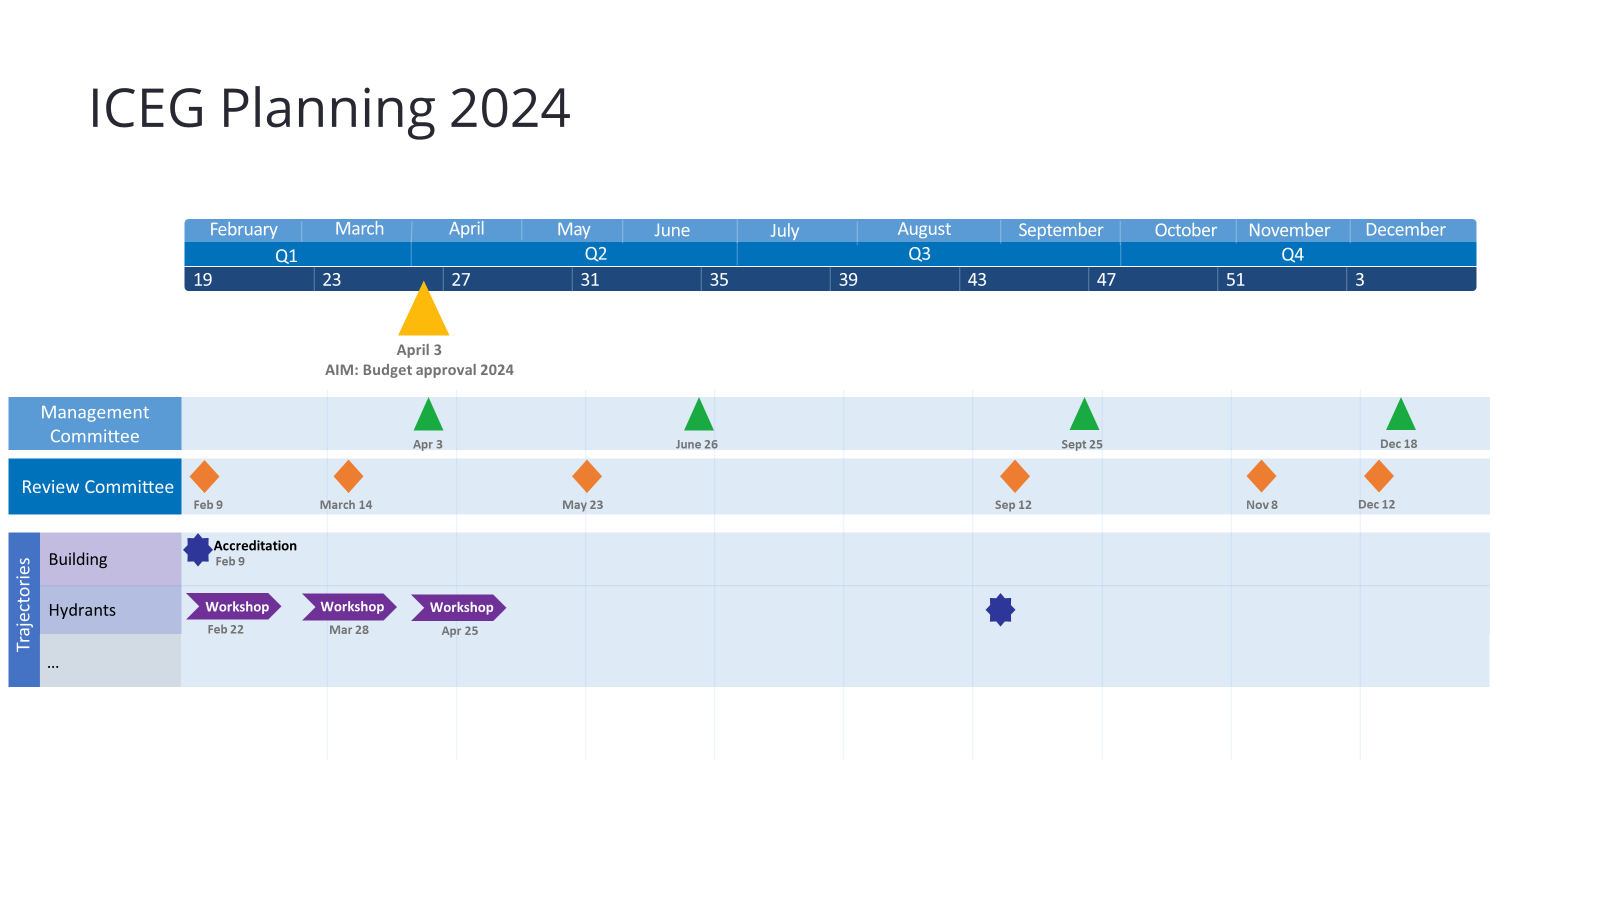 ICEG Planning 2024
February March April May June July August September October November December
Q1 Q2 Q3 Q4
19 23 27 31 35 39 43 47 51 3
April 3
AIM: Budget approval 2024
Management
Committee
Apr 3 June 26 Sept 25 Dec 18
Review Committee
Feb 9 March 14 May 23 Sep 12 Nov 8 Dec 12
Trajectories
Building
Accreditation
Feb 9
Hydrants
Workshop Workshop Workshop
Feb 22 Mar 28 Apr 25
...